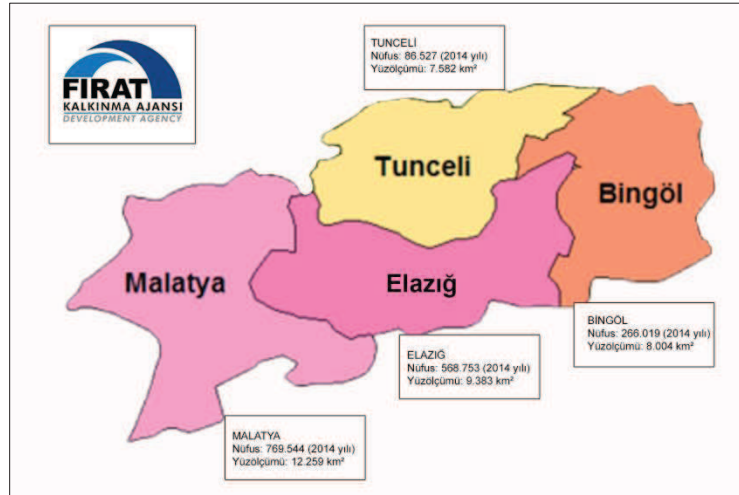 FIRAT
KALKINMA AJANSI
DEVELOPMENT AGENCY
TUNCELİ
Nüfus: 86.527 (2014 yılı)
Yüzölçümü: 7.582 km²
Tunceli
Bingöl
Malatya
Elazığ
BİNGÖL
Nüfus: 266.019 (2014 yılı)
Yüzölçümü: 8.004 km²
ELAZIĞ
Nüfus: 568.753 (2014 yılı)
Yüzölçümü: 9.383 km²
MALATYA
Nüfus: 769.544 (2014 yılı)
Yüzölçümü: 12.259 km²